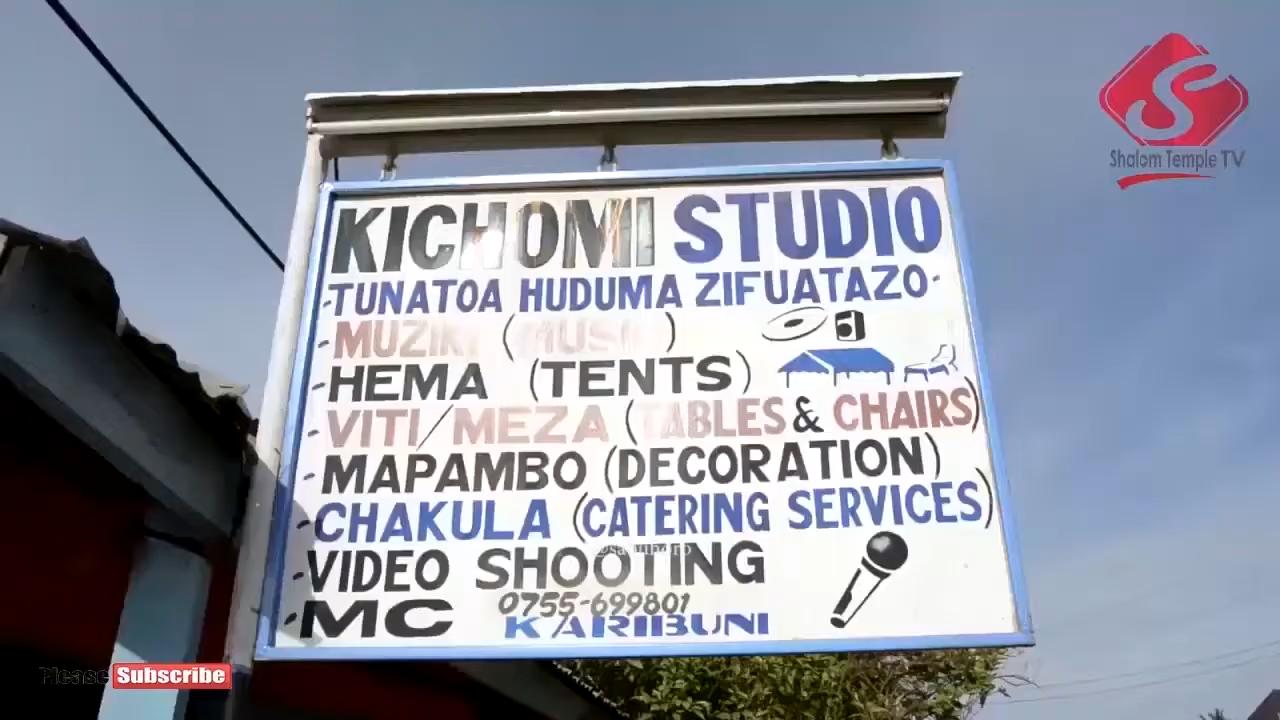 Shalom Temple TV
KICHOMI STUDIO
-TUNATOA HUDUMA ZIFUATAZO-
-MUZIKI (MUSIC)
-HEMA (TENTS)
-VITI/MEZA (TABLES & CHAIRS)
-MAPAMBO (DECORATION)
-CHAKULA (CATERING SERVICES)
-VIDEO SHOOTING
-MC 0755-699801
KARIBUNI
Please Subscribe